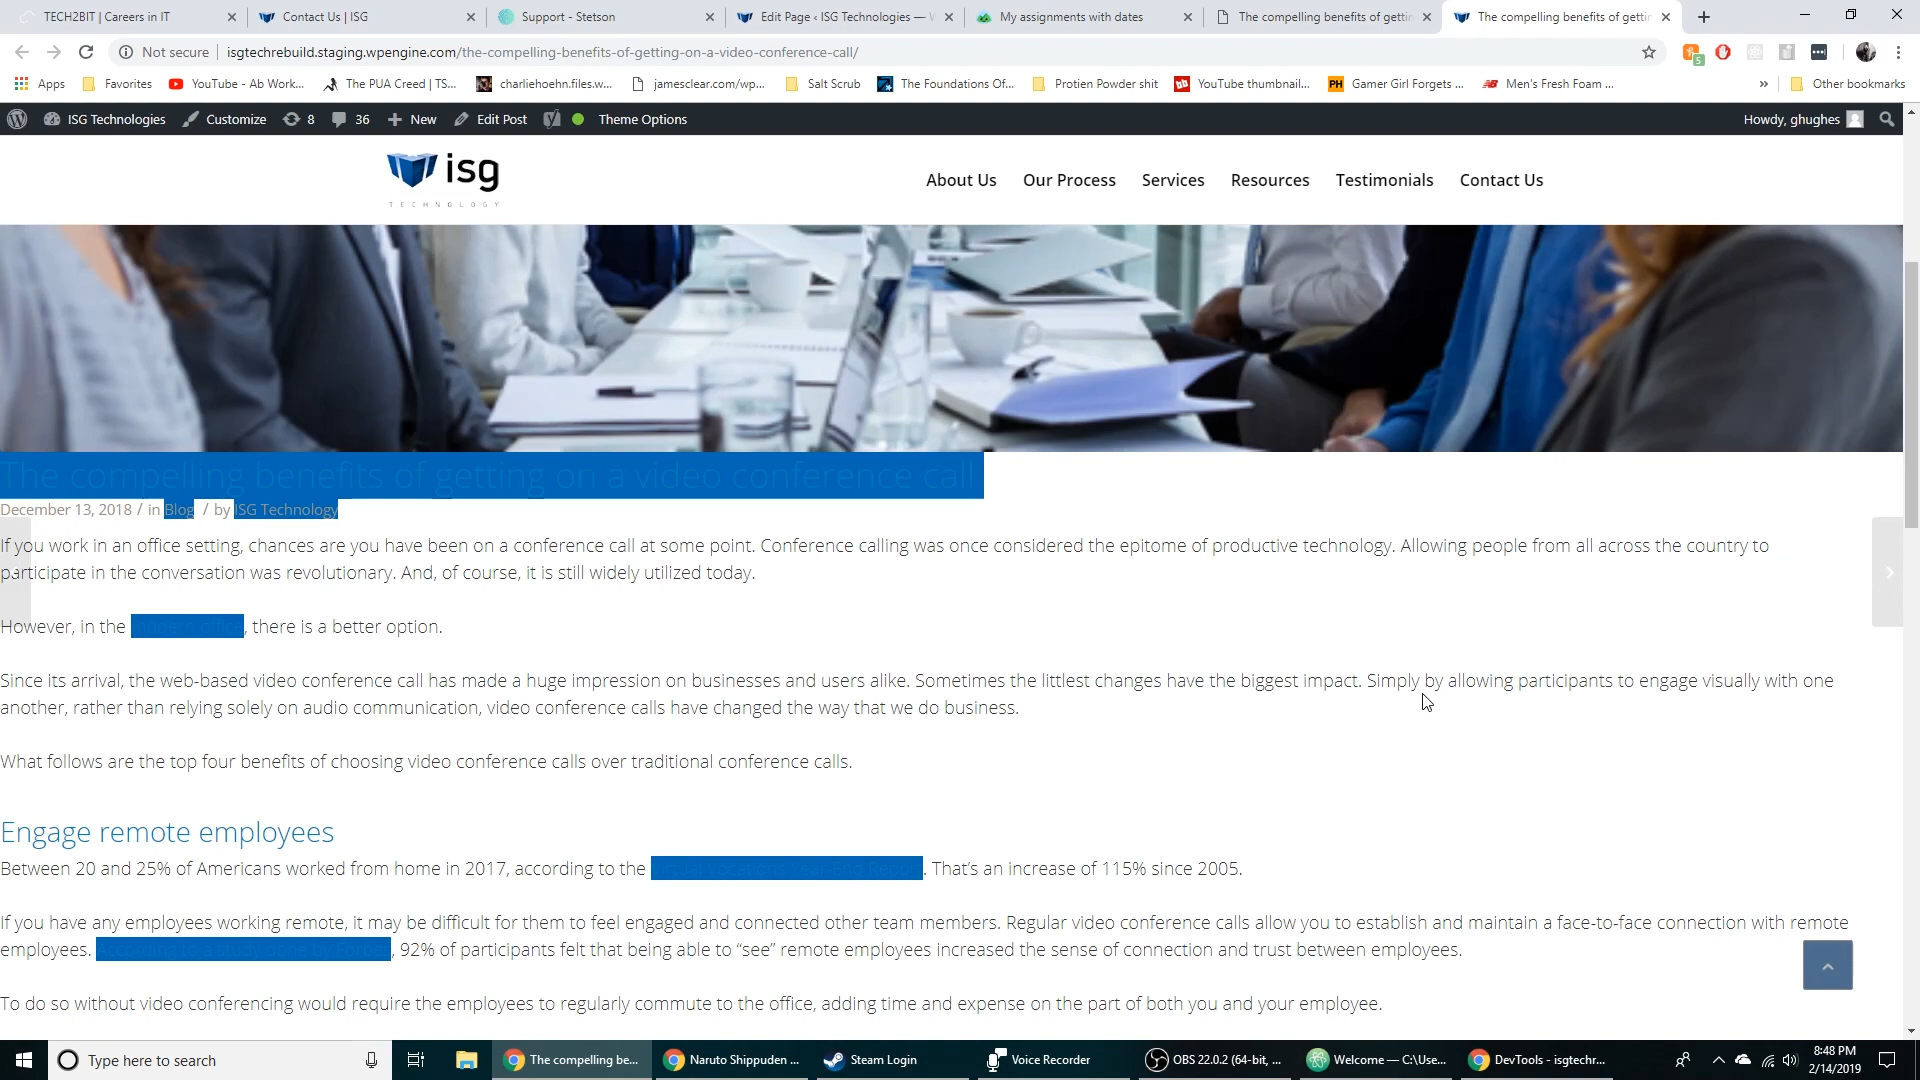 TECH2BIT | Careers in IT
Contact Us | ISG
Support - Stetson
Edit Page ‹ ISG Technologies —
My assignments with dates
The compelling benefits of gettin
The compelling benefits of gettin
Not secure
isgtechrebuild.staging.wpengine.com/the-compelling-benefits-of-getting-on-a-video-conference-call/
5
Apps
Favorites
YouTube - Ab Work...
The PUA Creed | TS...
charliehoehn.files.w...
jamesclear.com/wp...
Salt Scrub
The Foundations Of...
Protien Powder shit
YouTube thumbnail...
PH
Gamer Girl Forgets ...
Men's Fresh Foam ...
»
Other bookmarks
ISG Technologies
Customize
8
36
New
Edit Post
Theme Options
Howdy, ghughes
isg
TECHNOLOGY
About Us
Our Process
Services
Resources
Testimonials
Contact Us
The compelling benefits of getting on a video conference call
December 13, 2018 / in Blog / by ISG Technology
If you work in an office setting, chances are you have been on a conference call at some point. Conference calling was once considered the epitome of productive technology. Allowing people from all across the country to
participate in the conversation was revolutionary. And, of course, it is still widely utilized today.
However, in the modern office, there is a better option.
Since its arrival, the web-based video conference call has made a huge impression on businesses and users alike. Sometimes the littlest changes have the biggest impact. Simply by allowing participants to engage visually with one
another, rather than relying solely on audio communication, video conference calls have changed the way that we do business.
What follows are the top four benefits of choosing video conference calls over traditional conference calls.
Engage remote employees
Between 20 and 25% of Americans worked from home in 2017, according to the Virtual Vocations Year-End Report. That’s an increase of 115% since 2005.
If you have any employees working remote, it may be difficult for them to feel engaged and connected other team members. Regular video conference calls allow you to establish and maintain a face-to-face connection with remote
employees. According to a study done by Forbes, 92% of participants felt that being able to “see” remote employees increased the sense of connection and trust between employees.
To do so without video conferencing would require the employees to regularly commute to the office, adding time and expense on the part of both you and your employee.
Type here to search
The compelling be...
Naruto Shippuden ...
Steam Login
Voice Recorder
OBS 22.0.2 (64-bit, ...
Welcome — C:\Use...
DevTools - isgtechr...
8:48 PM
2/14/2019